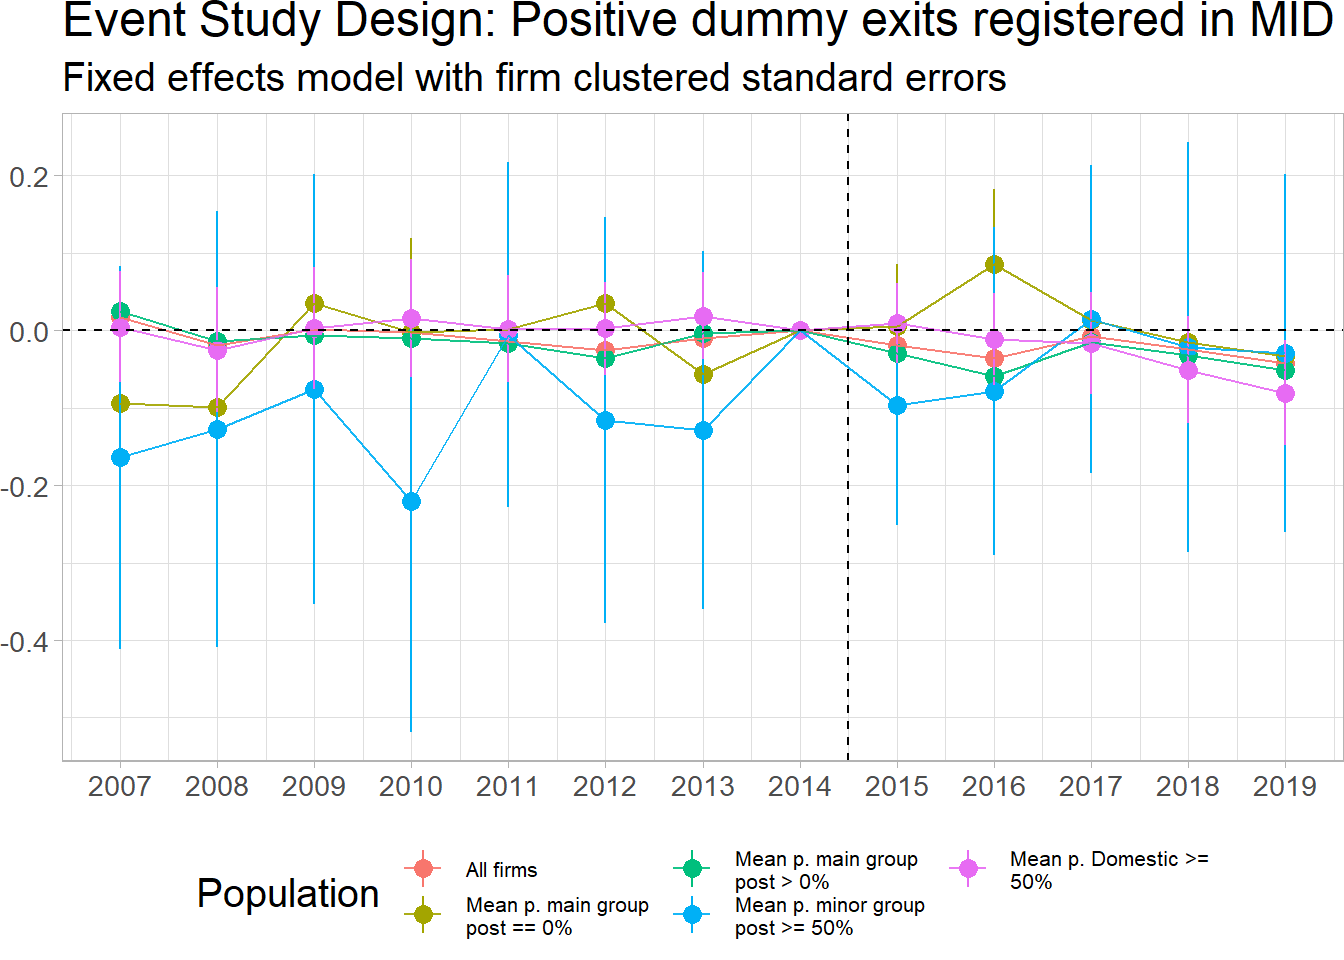 Event Study Design: Positive dummy exits registered in MID
Fixed effects model with firm clustered standard errors
0.2
0.0
-0.2
-0.4
2007 2008 2009 2010 2011 2012 2013 2014 2015 2016 2017 2018 2019
Population
All firms
Mean p. main group
post == 0%
Mean p. main group
post > 0%
Mean p. minor group
post >= 50%
Mean p. Domestic >=
50%